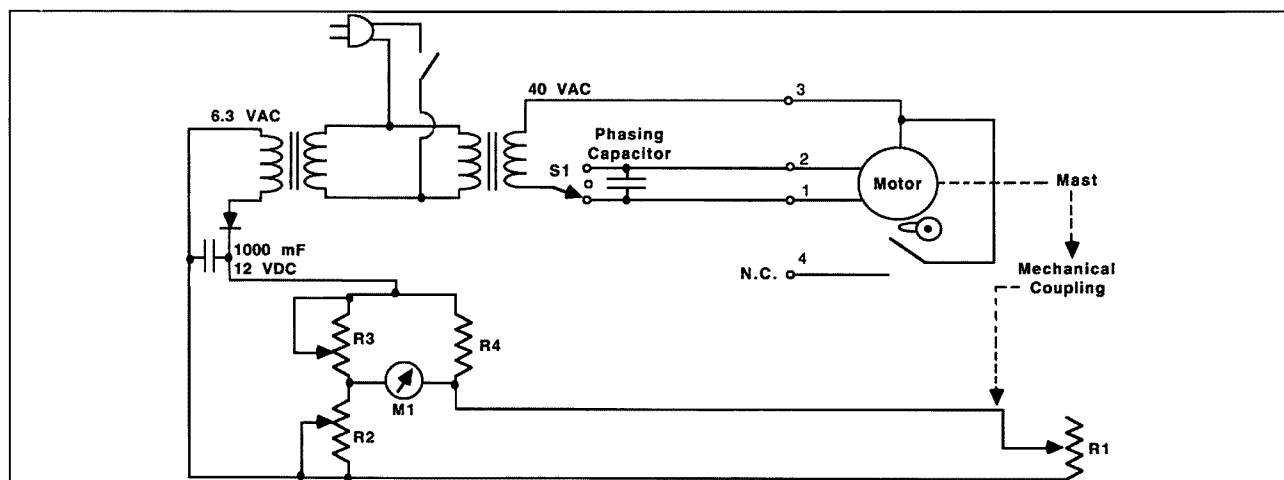 40 VAC
3
6.3 VAC
Phasing
Capacitor
2
S1
Motor
Mast
1
1000 mF
12 VDC
4
N.C.
Mechanical
Coupling
R3
R4
M1
R2
R1